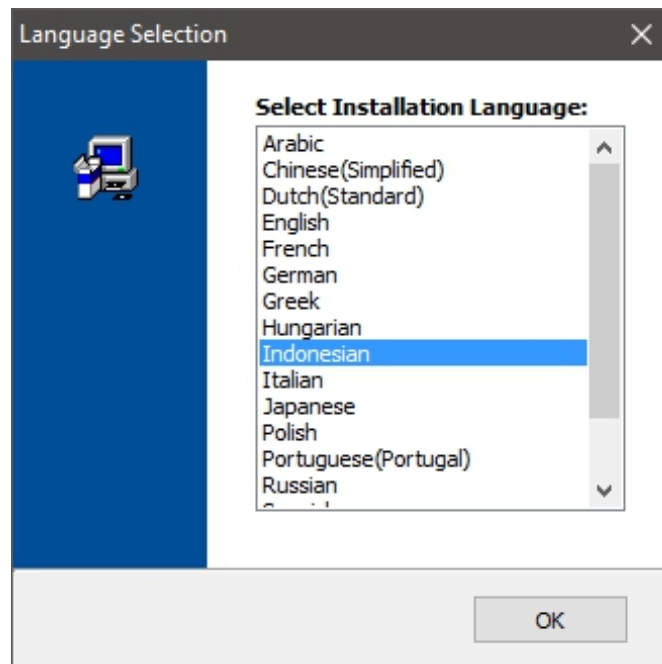 Language Selection
Select Installation Language:
Arabic
Chinese(Simplified)
Dutch(Standard)
English
French
German
Greek
Hungarian
Indonesian
Italian
Japanese
Polish
Portuguese(Portugal)
Russian
OK